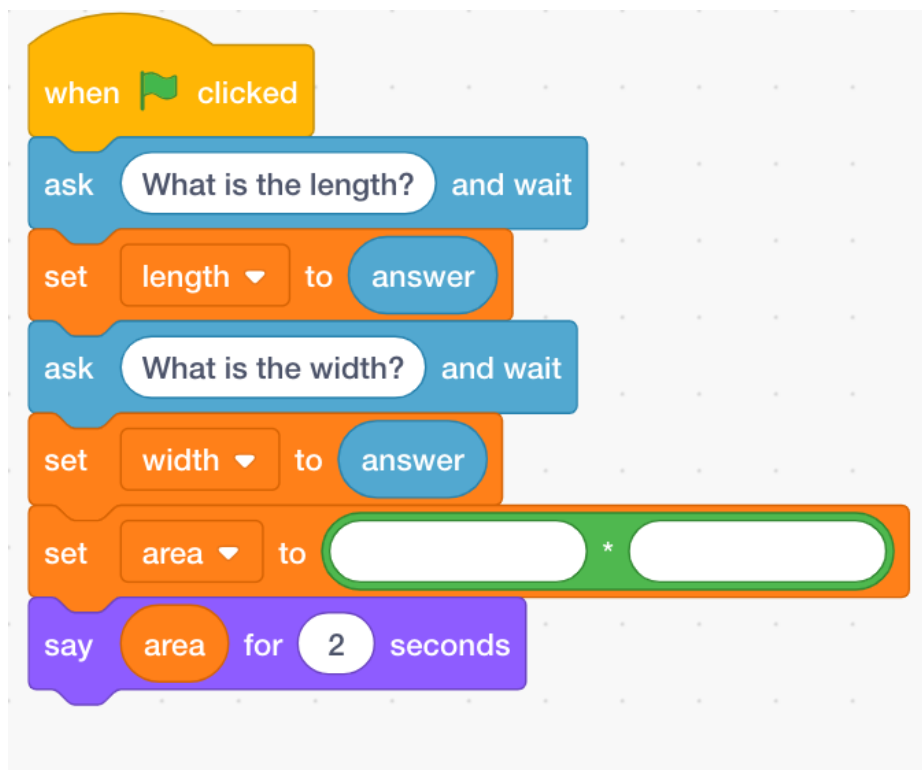 when clicked
ask What is the length? and wait
set length to answer
ask What is the width? and wait
set width to answer
set area to *
say area for 2 seconds